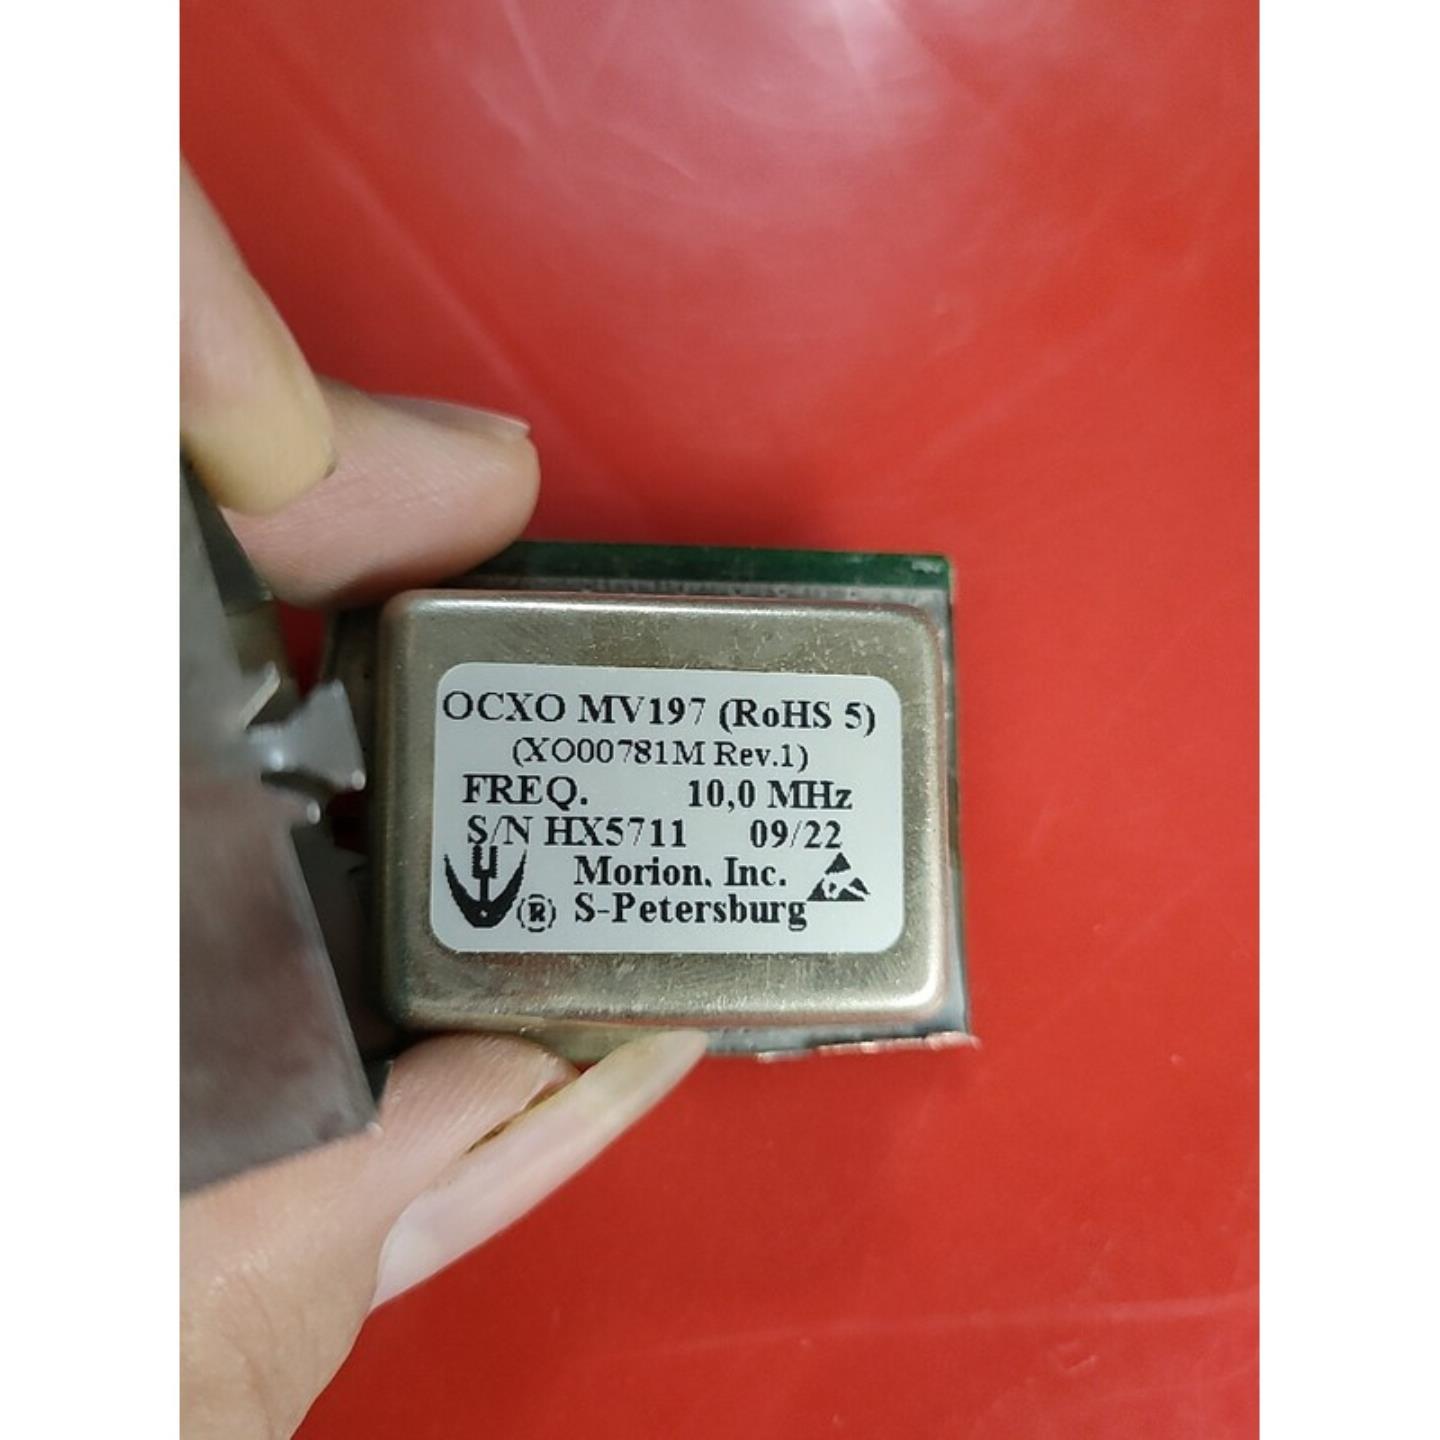 OCXO MV197 (RoHS 5)
(XO00781M Rev.1)
FREQ. 10,0 MHz
S/N HX5711 09/22
Morion, Inc.
® S-Petersburg